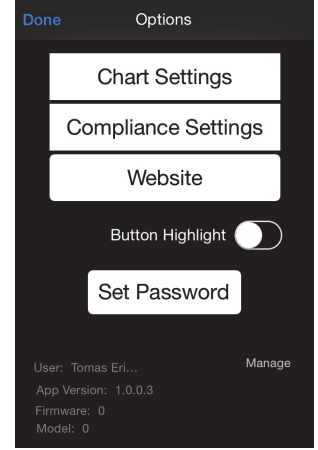 Done Options
Chart Settings
Compliance Settings
Website
Button Highlight
Set Password
User: Tomas Eri... Manage
App Version: 1.0.0.3
Firmware: 0
Model: 0